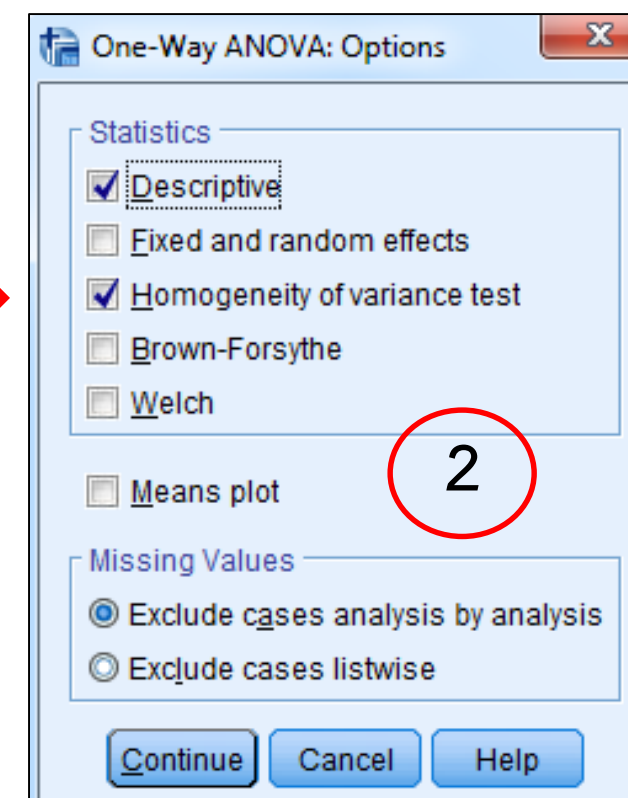 One-Way ANOVA: Options
Statistics
Descriptive
Fixed and random effects
Homogeneity of variance test
Brown-Forsythe
Welch
Means plot
2
Missing Values
Exclude cases analysis by analysis
Exclude cases listwise
Continue Cancel Help